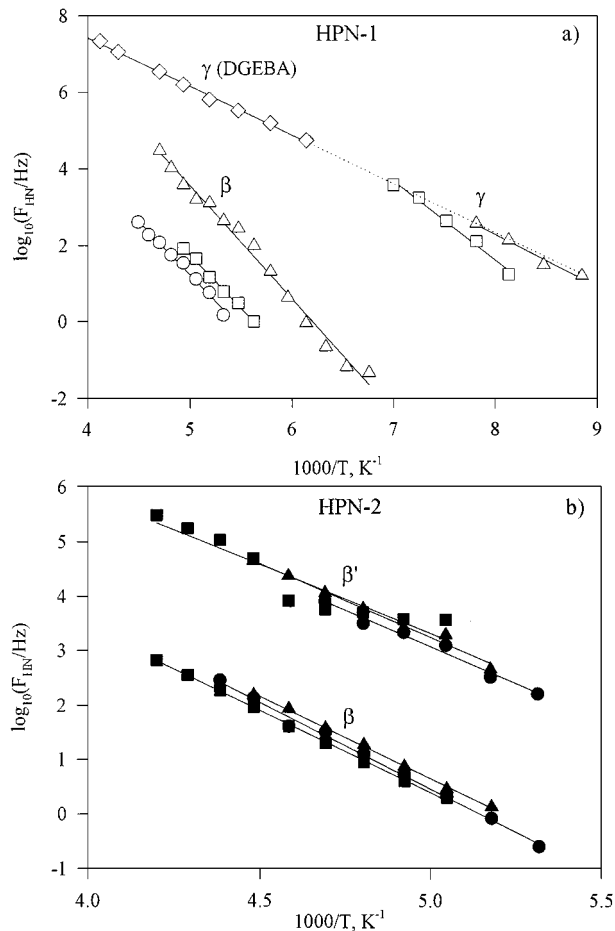 HPN-1
a)
8
γ (DGEBA)
6
β
4
γ
2
0
-2
4 5 6 7 8 9
1000/T, K⁻¹
log₁₀(F_HN/Hz)
HPN-2
b)
6
5
β'
4
3
2
β
1
0
-1
4.0 4.5 5.0 5.5
1000/T, K⁻¹
log₁₀(F_HN/Hz)